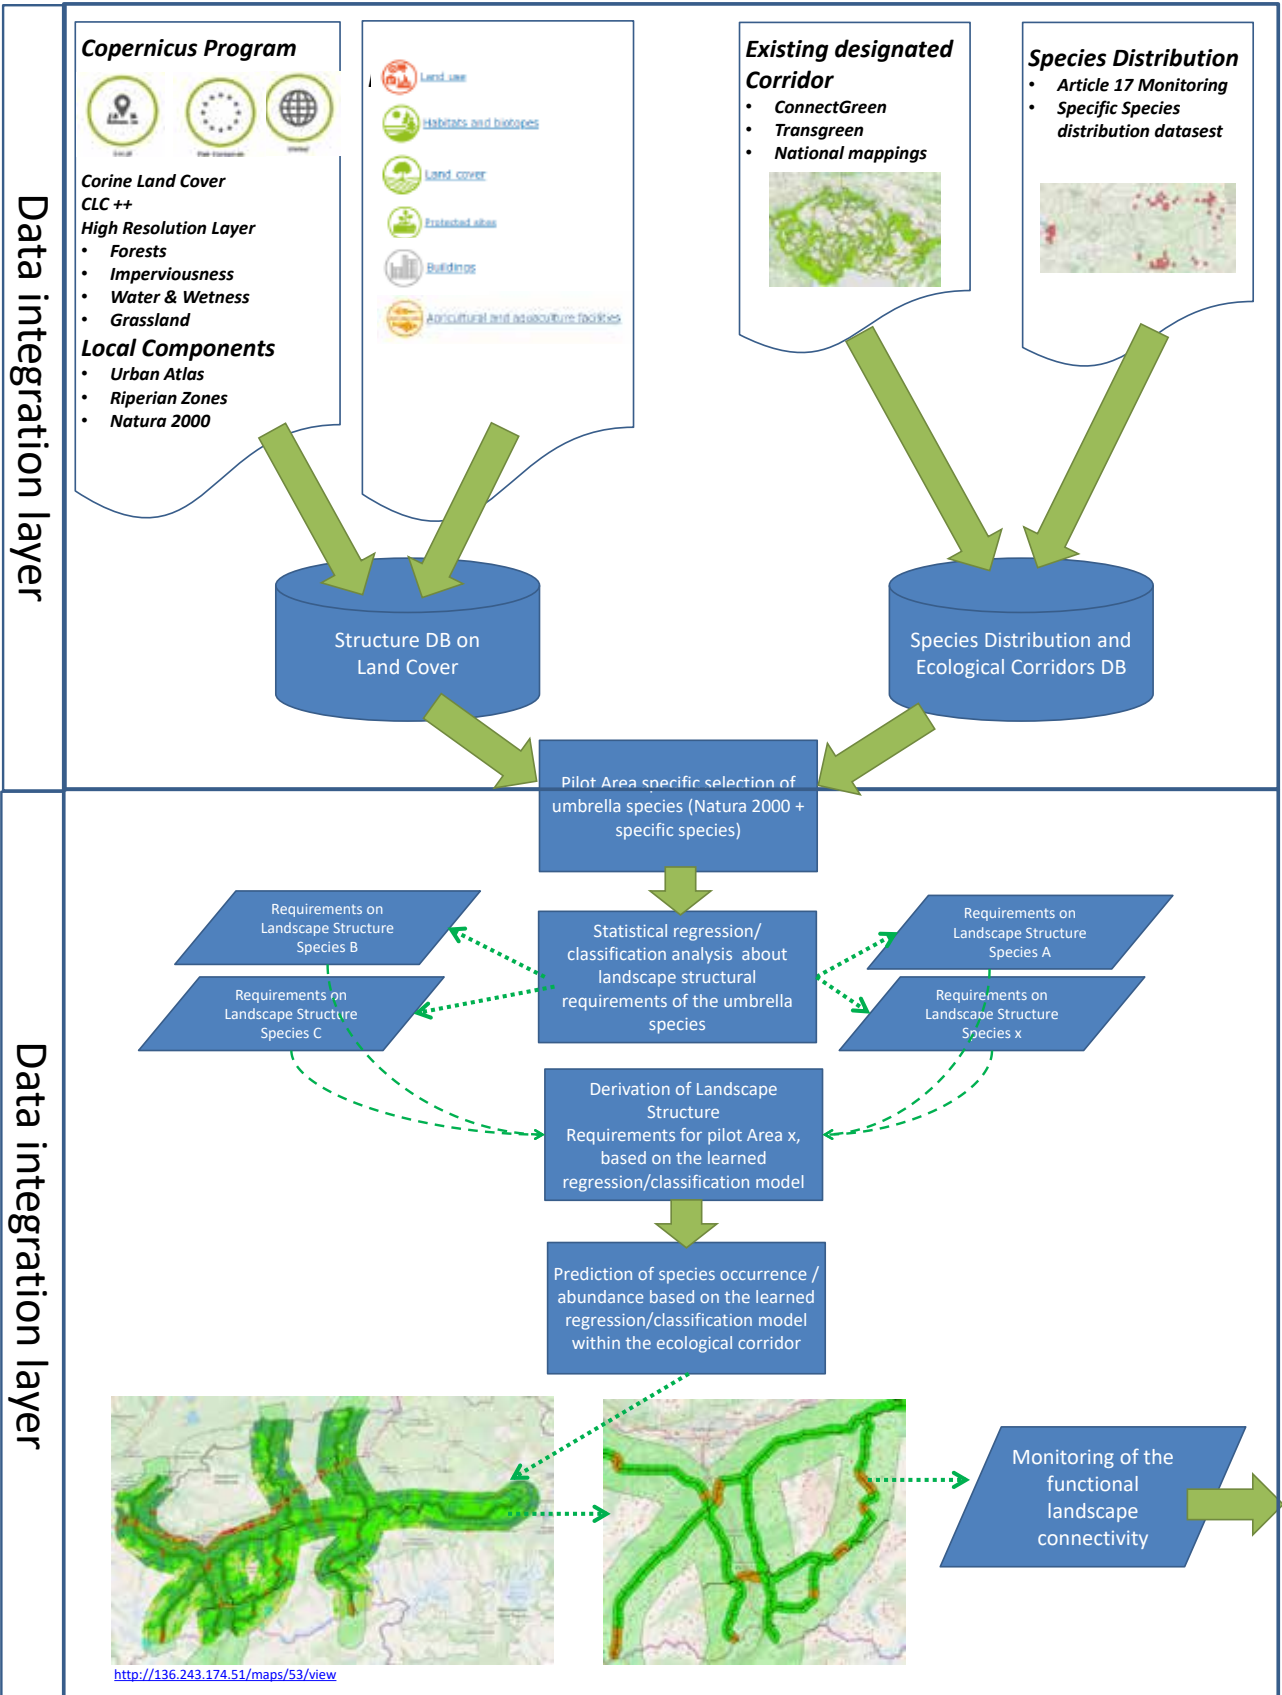 Data integration layer
Copernicus Program
Corine Land Cover
CLC ++
High Resolution Layer
• Forests
• Imperviousness
• Water & Wetness
• Grassland
Local Components
• Urban Atlas
• Riperian Zones
• Natura 2000
Land use
Habitats and biotopes
Land cover
Protected sites
Buildings
Agricultural and aquaculture facilities
Existing designated
Corridor
• ConnectGreen
• Transgreen
• National mappings
Species Distribution
• Article 17 Monitoring
• Specific Species
distribution datasest
Structure DB on
Land Cover
Species Distribution and
Ecological Corridors DB
Data integration layer
Pilot Area specific selection of
umbrella species (Natura 2000 +
specific species)
Requirements on
Landscape Structure
Species B
Requirements on
Landscape Structure
Species C
Statistical regression/
classification analysis about
landscape structural
requirements of the umbrella
species
Requirements on
Landscape Structure
Species A
Requirements on
Landscape Structure
Species x
Derivation of Landscape
Structure
Requirements for pilot Area x,
based on the learned
regression/classification model
Prediction of species occurrence /
abundance based on the learned
regression/classification model
within the ecological corridor
Monitoring of the
functional
landscape
connectivity
http://136.243.174.51/maps/53/view